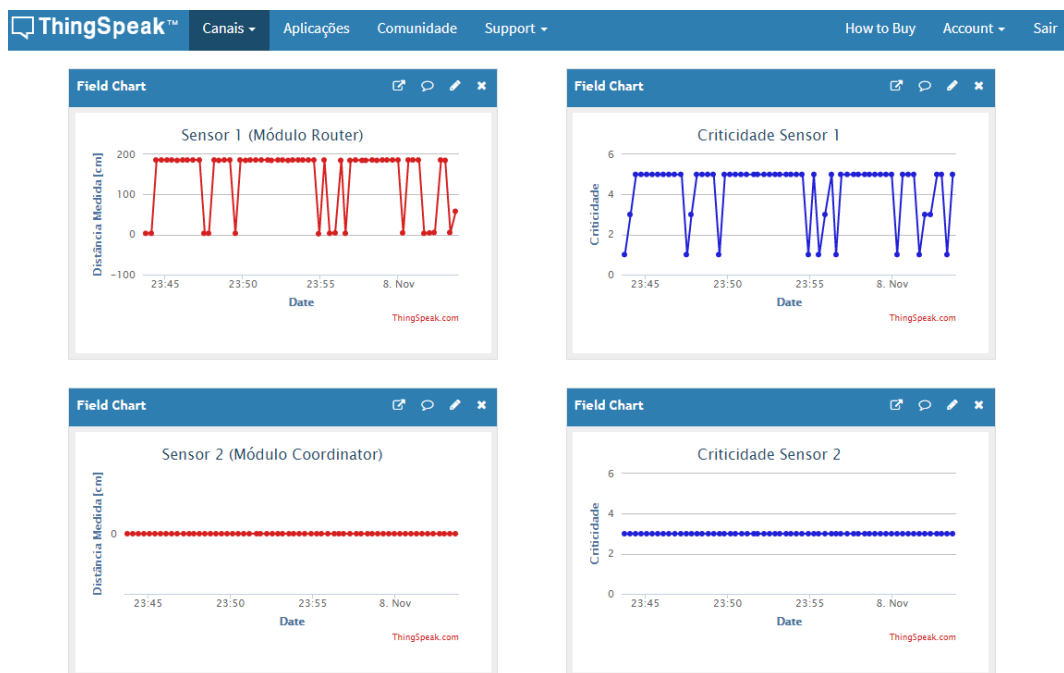 ThingSpeak™ Canais Aplicações Comunidade Support How to Buy Account Sair
Field Chart
Sensor 1 (Módulo Router)
Distância Medida [cm]
200
100
0
-100
23:45 23:50 23:55 8. Nov
Date
ThingSpeak.com
Field Chart
Criticidade Sensor 1
Criticidade
6
4
2
0
23:45 23:50 23:55 8. Nov
Date
ThingSpeak.com
Field Chart
Sensor 2 (Módulo Coordinator)
Distância Medida [cm]
0
23:45 23:50 23:55 8. Nov
Date
ThingSpeak.com
Field Chart
Criticidade Sensor 2
Criticidade
6
4
2
0
23:45 23:50 23:55 8. Nov
Date
ThingSpeak.com